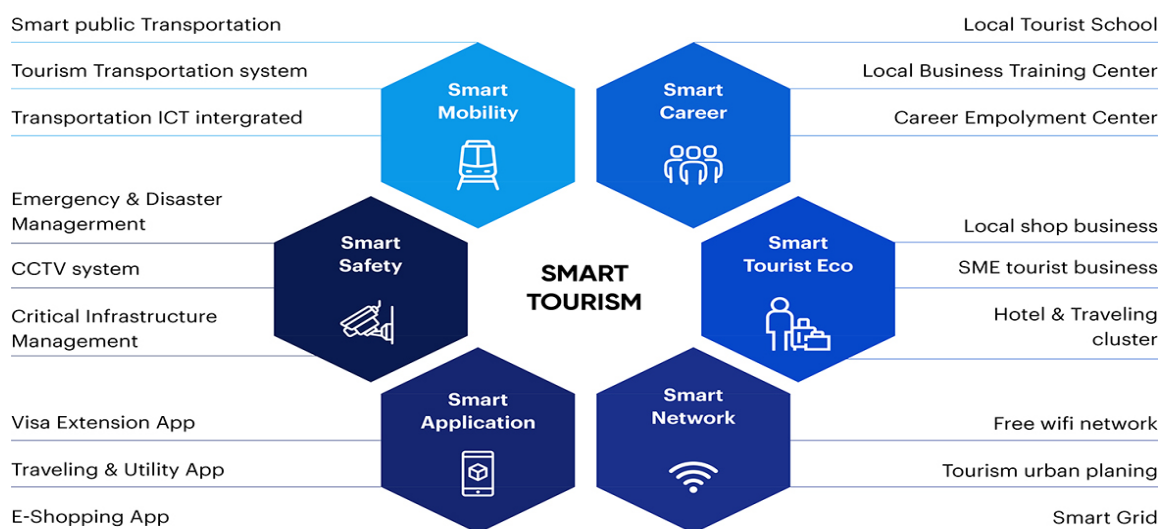 Smart public Transportation
Tourism Transportation system
Transportation ICT intergrated
Smart
Mobility
Smart
Career
Local Tourist School
Local Business Training Center
Career Empolyment Center
Emergency & Disaster
Managerment
CCTV system
Critical Infrastructure
Management
Smart
Safety
SMART
TOURISM
Smart
Tourist Eco
Local shop business
SME tourist business
Hotel & Traveling
cluster
Visa Extension App
Traveling & Utility App
E-Shopping App
Smart
Application
Smart
Network
Free wifi network
Tourism urban planing
Smart Grid